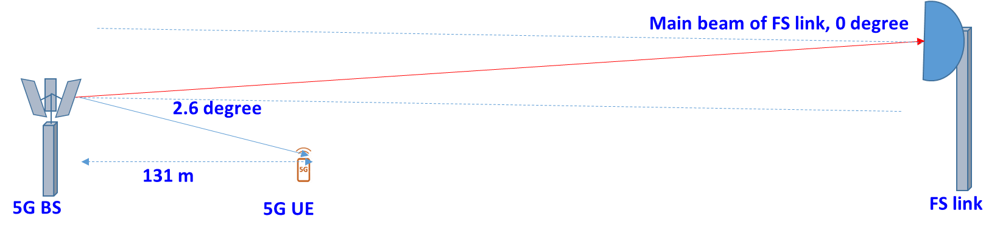 Main beam of FS link, 0 degree
2.6 degree
5G
131 m
5G BS
5G UE
FS link